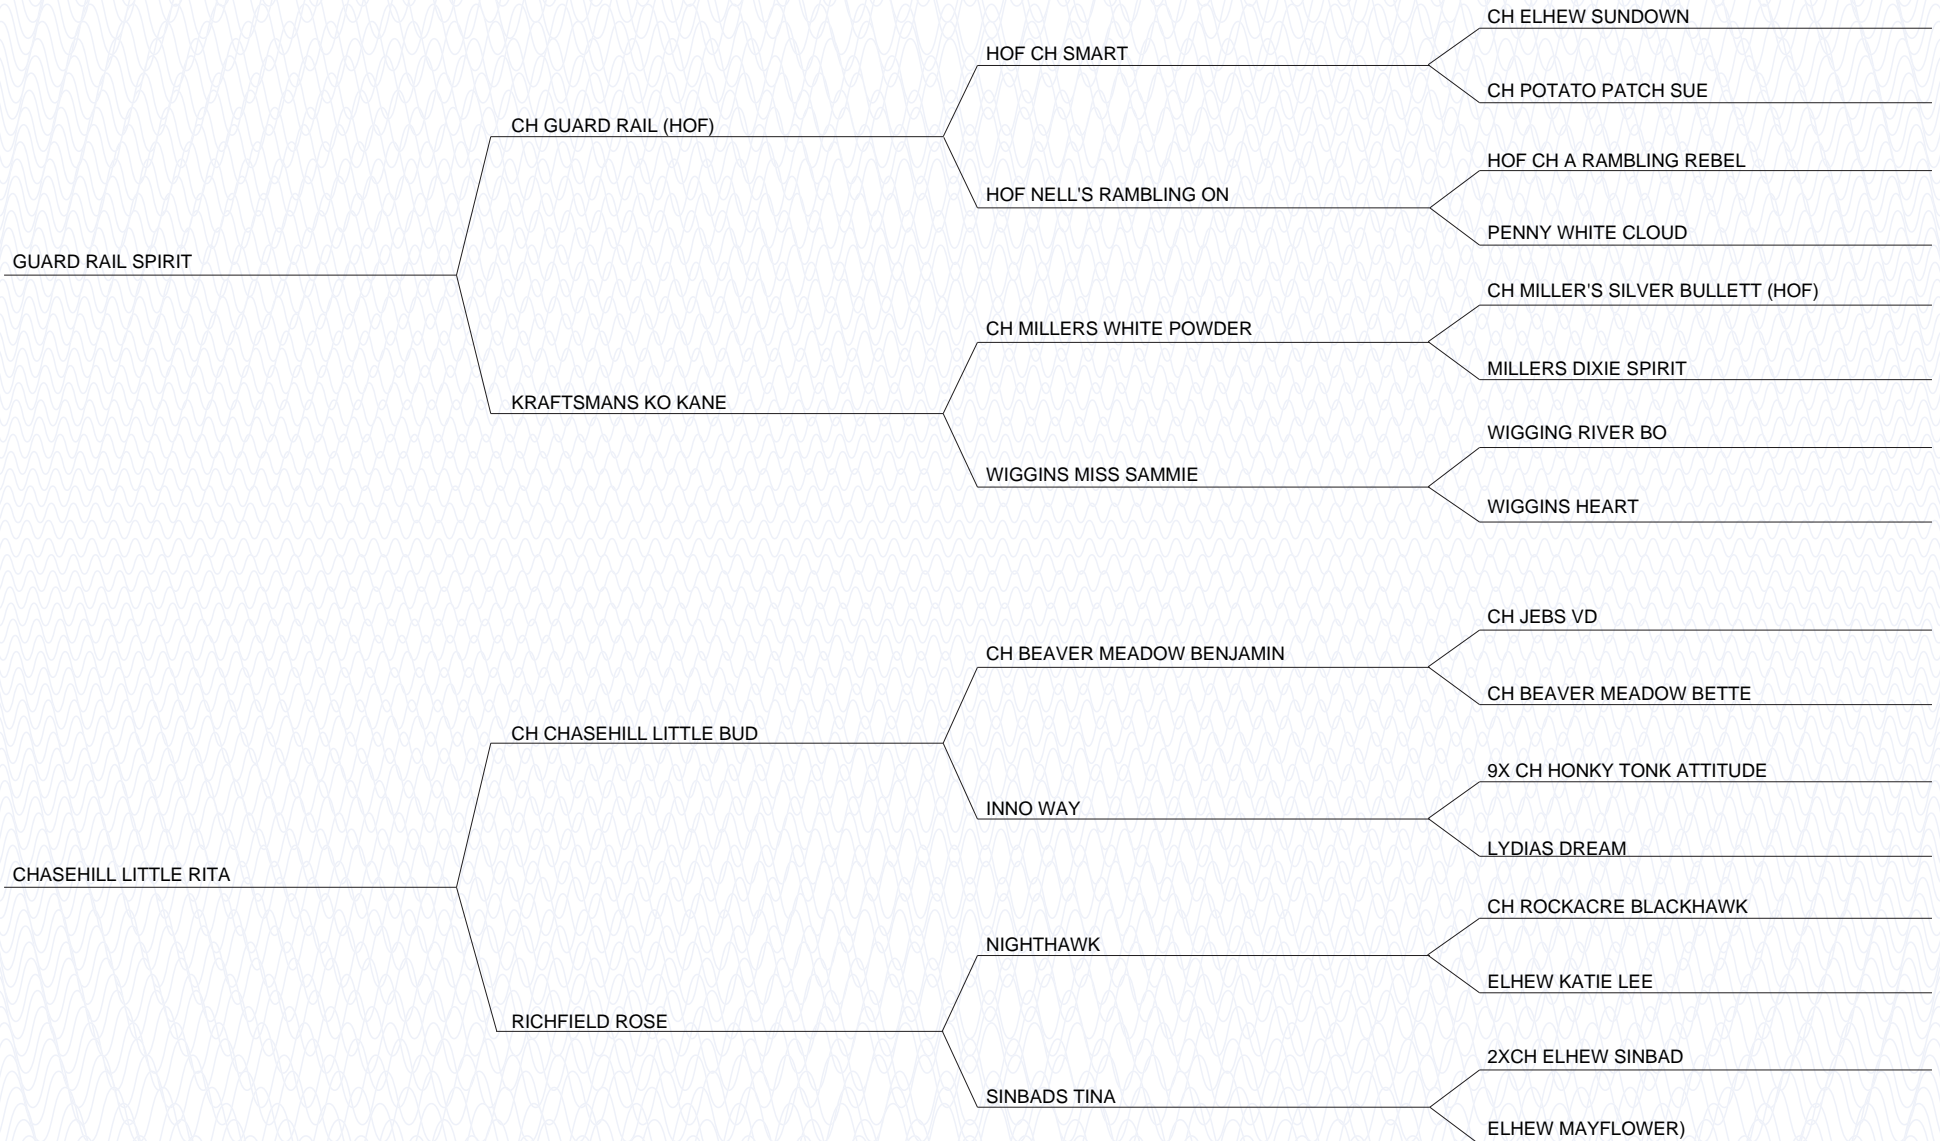 CH ELHEW SUNDOWN
HOF CH SMART
CH POTATO PATCH SUE
CH GUARD RAIL (HOF)
HOF CH A RAMBLING REBEL
HOF NELL'S RAMBLING ON
PENNY WHITE CLOUD
GUARD RAIL SPIRIT
CH MILLER'S SILVER BULLETT (HOF)
CH MILLERS WHITE POWDER
MILLERS DIXIE SPIRIT
KRAFTSMANS KO KANE
WIGGING RIVER BO
WIGGINS MISS SAMMIE
WIGGINS HEART
CH JEBS VD
CH BEAVER MEADOW BENJAMIN
CH BEAVER MEADOW BETTE
CH CHASEHILL LITTLE BUD
9X CH HONKY TONK ATTITUDE
INNO WAY
LYDIAS DREAM
CHASEHILL LITTLE RITA
CH ROCKACRE BLACKHAWK
NIGHTHAWK
ELHEW KATIE LEE
RICHFIELD ROSE
2XCH ELHEW SINBAD
SINBADS TINA
ELHEW MAYFLOWER)